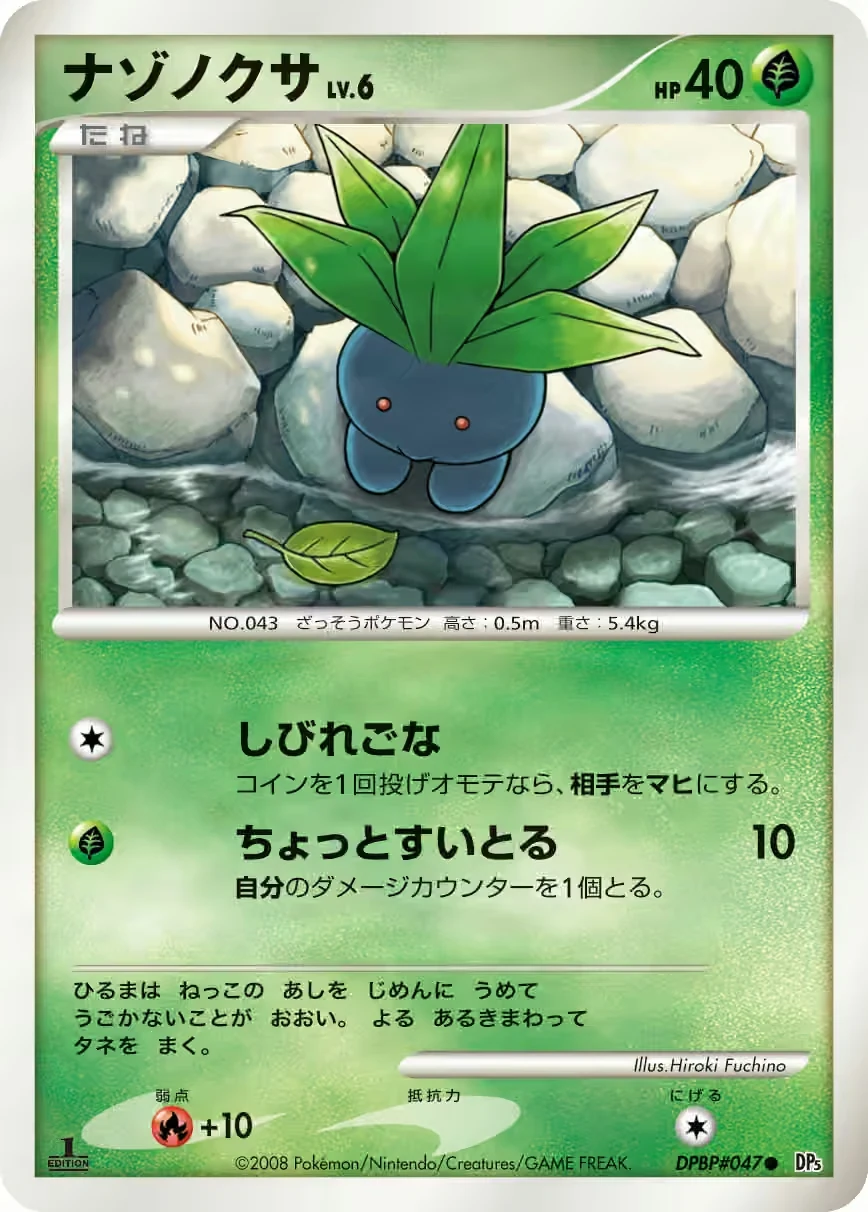 ナゾノクサ LV.6 HP 40
たね
NO.043 ざっそうポケモン 高さ：0.5m 重さ：5.4kg
しびれごな
コインを1回投げオモテなら、相手をマヒにする。
ちょっとすいとる 10
自分のダメージカウンターを1個とる。
ひるまは ねっこの あしを じめんに うめて
うごかないことが おおい。 よる あるきまわって
タネを まく。
Illus.Hiroki Fuchino
弱点 抵抗力 にげる
+10
1 EDITION ©2008 Pokémon/Nintendo/Creatures/GAME FREAK. DPBP#047● DP5